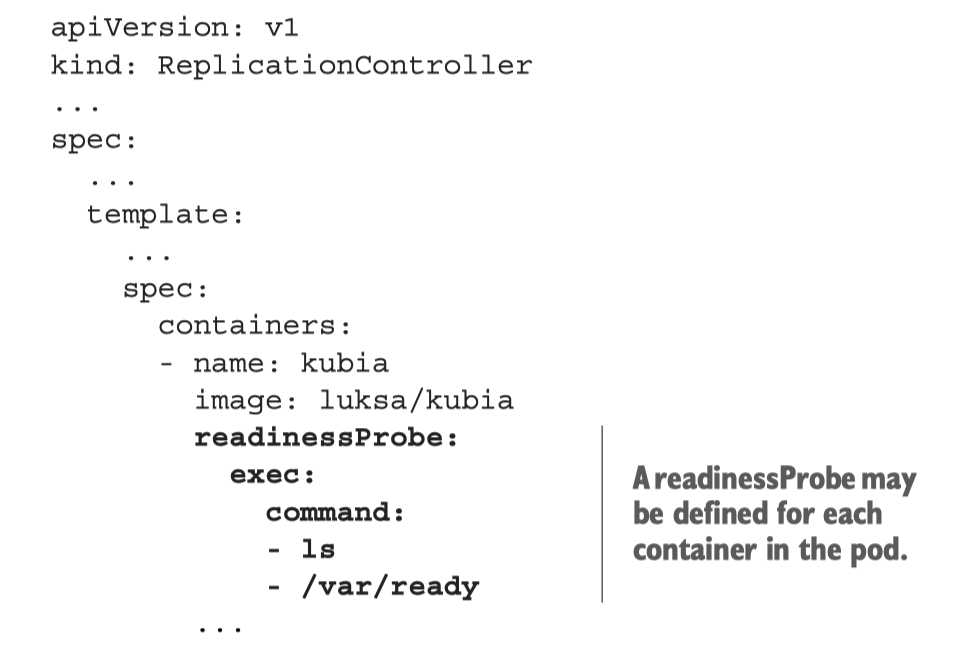 apiVersion: v1
kind: ReplicationController
...
spec:
  ...
  template:
    ...
    spec:
      containers:
      - name: kubia
        image: luksa/kubia
        readinessProbe:
          exec:
            command:
            - ls
            - /var/ready
        ...
A readinessProbe may
be defined for each
container in the pod.